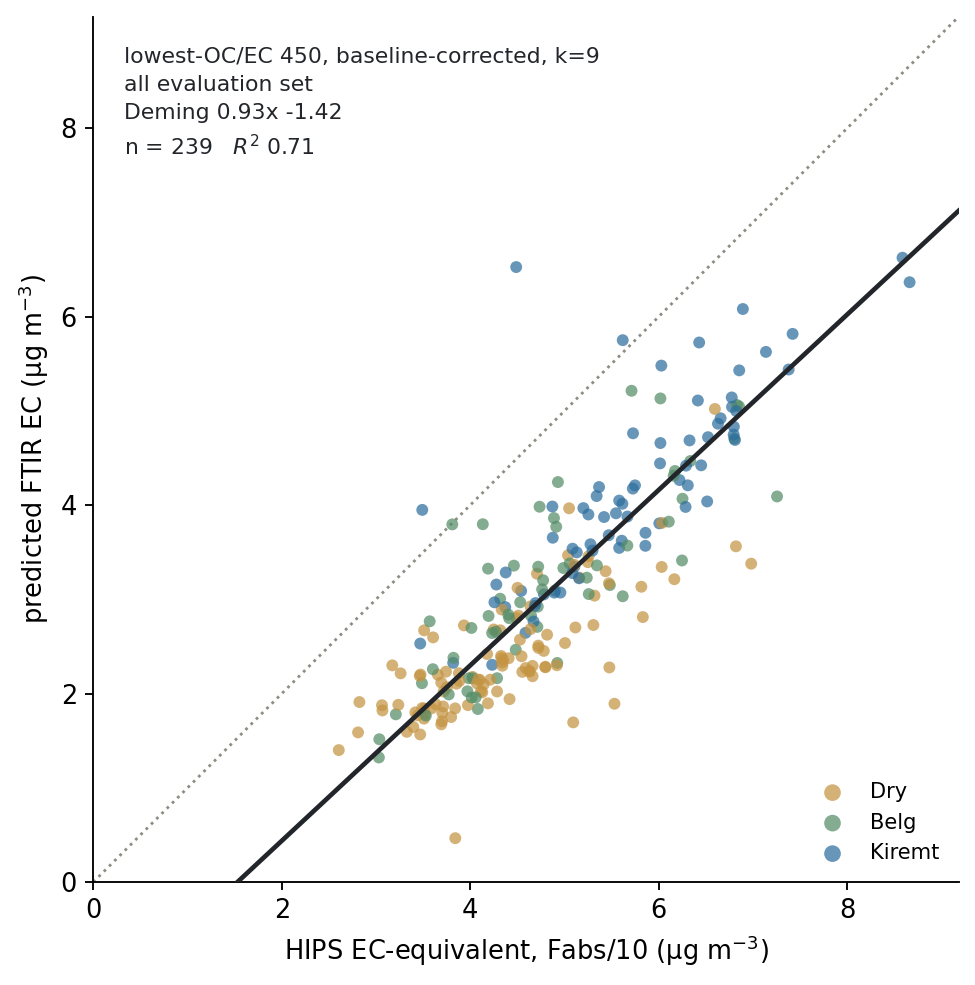 lowest-OC/EC 450, baseline-corrected, k=9
all evaluation set
Deming 0.93x -1.42
n = 239 R² 0.71
predicted FTIR EC (µg m⁻³)
8
6
4
2
0
0 2 4 6 8
HIPS EC-equivalent, Fabs/10 (µg m⁻³)
Dry
Belg
Kiremt